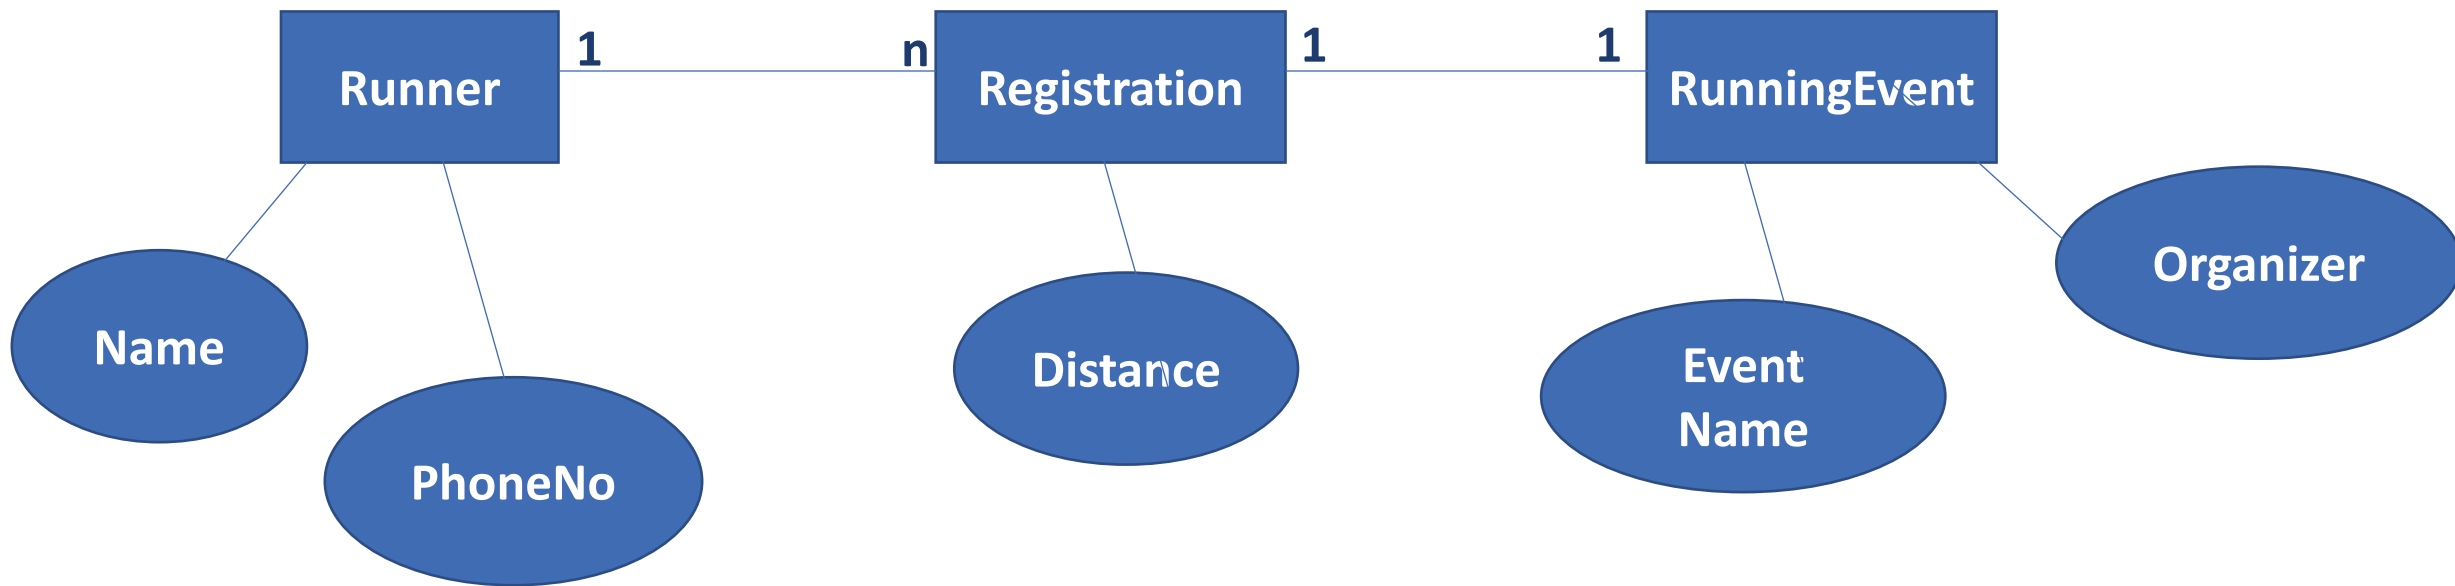 Runner
1
n
Registration
1
1
RunningEvent
Name
PhoneNo
Distance
Event
Name
Organizer